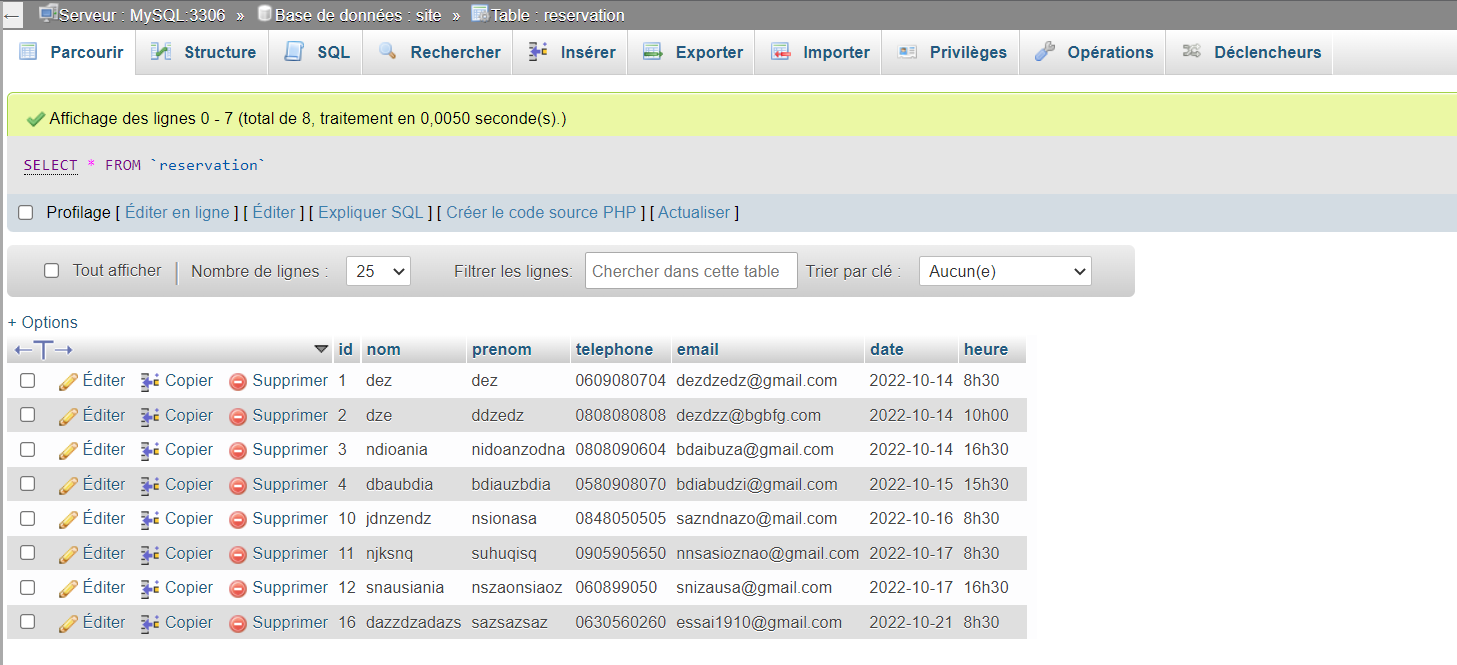 Serveur : MySQL:3306 » Base de données : site » Table : reservation
Parcourir Structure SQL Rechercher Insérer Exporter Importer Privilèges Opérations Déclencheurs
Affichage des lignes 0 - 7 (total de 8, traitement en 0,0050 seconde(s).)
SELECT * FROM `reservation`
Profilage [ Éditer en ligne ] [ Éditer ] [ Expliquer SQL ] [ Créer le code source PHP ] [ Actualiser ]
Tout afficher Nombre de lignes : 25 Filtrer les lignes: Chercher dans cette table Trier par clé : Aucun(e)
+ Options
id nom prenom telephone email date heure
Éditer Copier Supprimer 1 dez dez 0609080704 dezdzedz@gmail.com 2022-10-14 8h30
Éditer Copier Supprimer 2 dze ddzedz 0808080808 dezdzz@bgbfg.com 2022-10-14 10h00
Éditer Copier Supprimer 3 ndioania nidoanzodna 0808090604 bdaibuza@gmail.com 2022-10-14 16h30
Éditer Copier Supprimer 4 dbaubdia bdiauzbdia 0580908070 bdiabudzi@gmail.com 2022-10-15 15h30
Éditer Copier Supprimer 10 jdnzendz nsionasa 0848050505 sazndnazo@mail.com 2022-10-16 8h30
Éditer Copier Supprimer 11 njksnq suhuqisq 0905905650 nnsasioznao@gmail.com 2022-10-17 8h30
Éditer Copier Supprimer 12 snausiania nszaonsiaoz 060899050 snizausa@gmail.com 2022-10-17 16h30
Éditer Copier Supprimer 16 dazzdzadazs sazsazsaz 0630560260 essai1910@gmail.com 2022-10-21 8h30